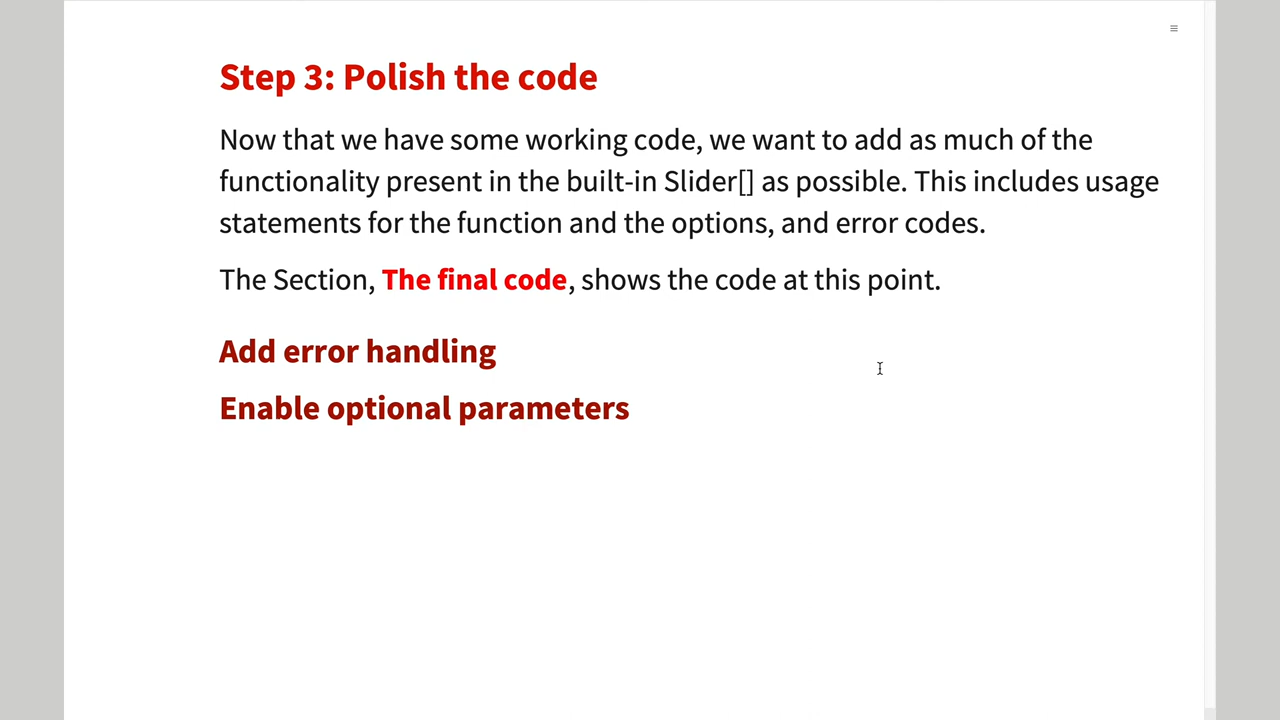 Step 3: Polish the code
Now that we have some working code, we want to add as much of the
functionality present in the built-in Slider[] as possible. This includes usage
statements for the function and the options, and error codes.
The Section, The final code, shows the code at this point.
Add error handling
Enable optional parameters